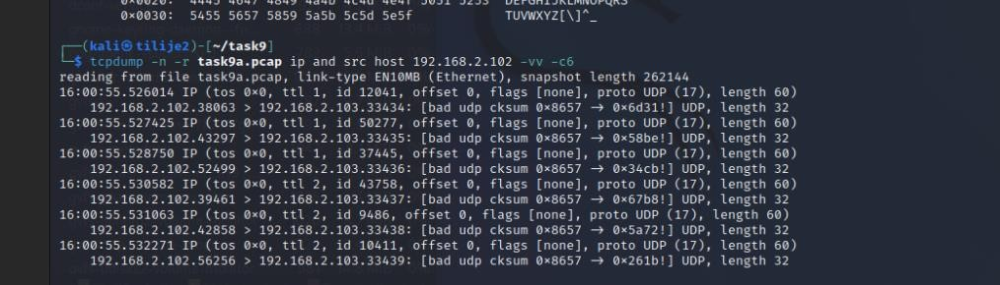 0x0020:  4445 4647 4849 4a4b 4c4d 4e4f 5051 5253  DEFGHIJKLMNOPQRS
0x0030:  5455 5657 5859 5a5b 5c5d 5e5f            TUVWXYZ[\]^_
┌──(kali㉿tilije2)-[~/task9]
└─$ tcpdump -n -r task9a.pcap ip and src host 192.168.2.102 -vv -c6
reading from file task9a.pcap, link-type EN10MB (Ethernet), snapshot length 262144
16:00:55.526014 IP (tos 0x0, ttl 1, id 12041, offset 0, flags [none], proto UDP (17), length 60)
    192.168.2.102.38063 > 192.168.2.103.33434: [bad udp cksum 0x8657 -> 0x6d31!] UDP, length 32
16:00:55.527425 IP (tos 0x0, ttl 1, id 50277, offset 0, flags [none], proto UDP (17), length 60)
    192.168.2.102.43297 > 192.168.2.103.33435: [bad udp cksum 0x8657 -> 0x58be!] UDP, length 32
16:00:55.528750 IP (tos 0x0, ttl 1, id 37445, offset 0, flags [none], proto UDP (17), length 60)
    192.168.2.102.52499 > 192.168.2.103.33436: [bad udp cksum 0x8657 -> 0x34cb!] UDP, length 32
16:00:55.530582 IP (tos 0x0, ttl 2, id 43758, offset 0, flags [none], proto UDP (17), length 60)
    192.168.2.102.39461 > 192.168.2.103.33437: [bad udp cksum 0x8657 -> 0x67b8!] UDP, length 32
16:00:55.531063 IP (tos 0x0, ttl 2, id 9486, offset 0, flags [none], proto UDP (17), length 60)
    192.168.2.102.42858 > 192.168.2.103.33438: [bad udp cksum 0x8657 -> 0x5a72!] UDP, length 32
16:00:55.532271 IP (tos 0x0, ttl 2, id 10411, offset 0, flags [none], proto UDP (17), length 60)
    192.168.2.102.56256 > 192.168.2.103.33439: [bad udp cksum 0x8657 -> 0x261b!] UDP, length 32